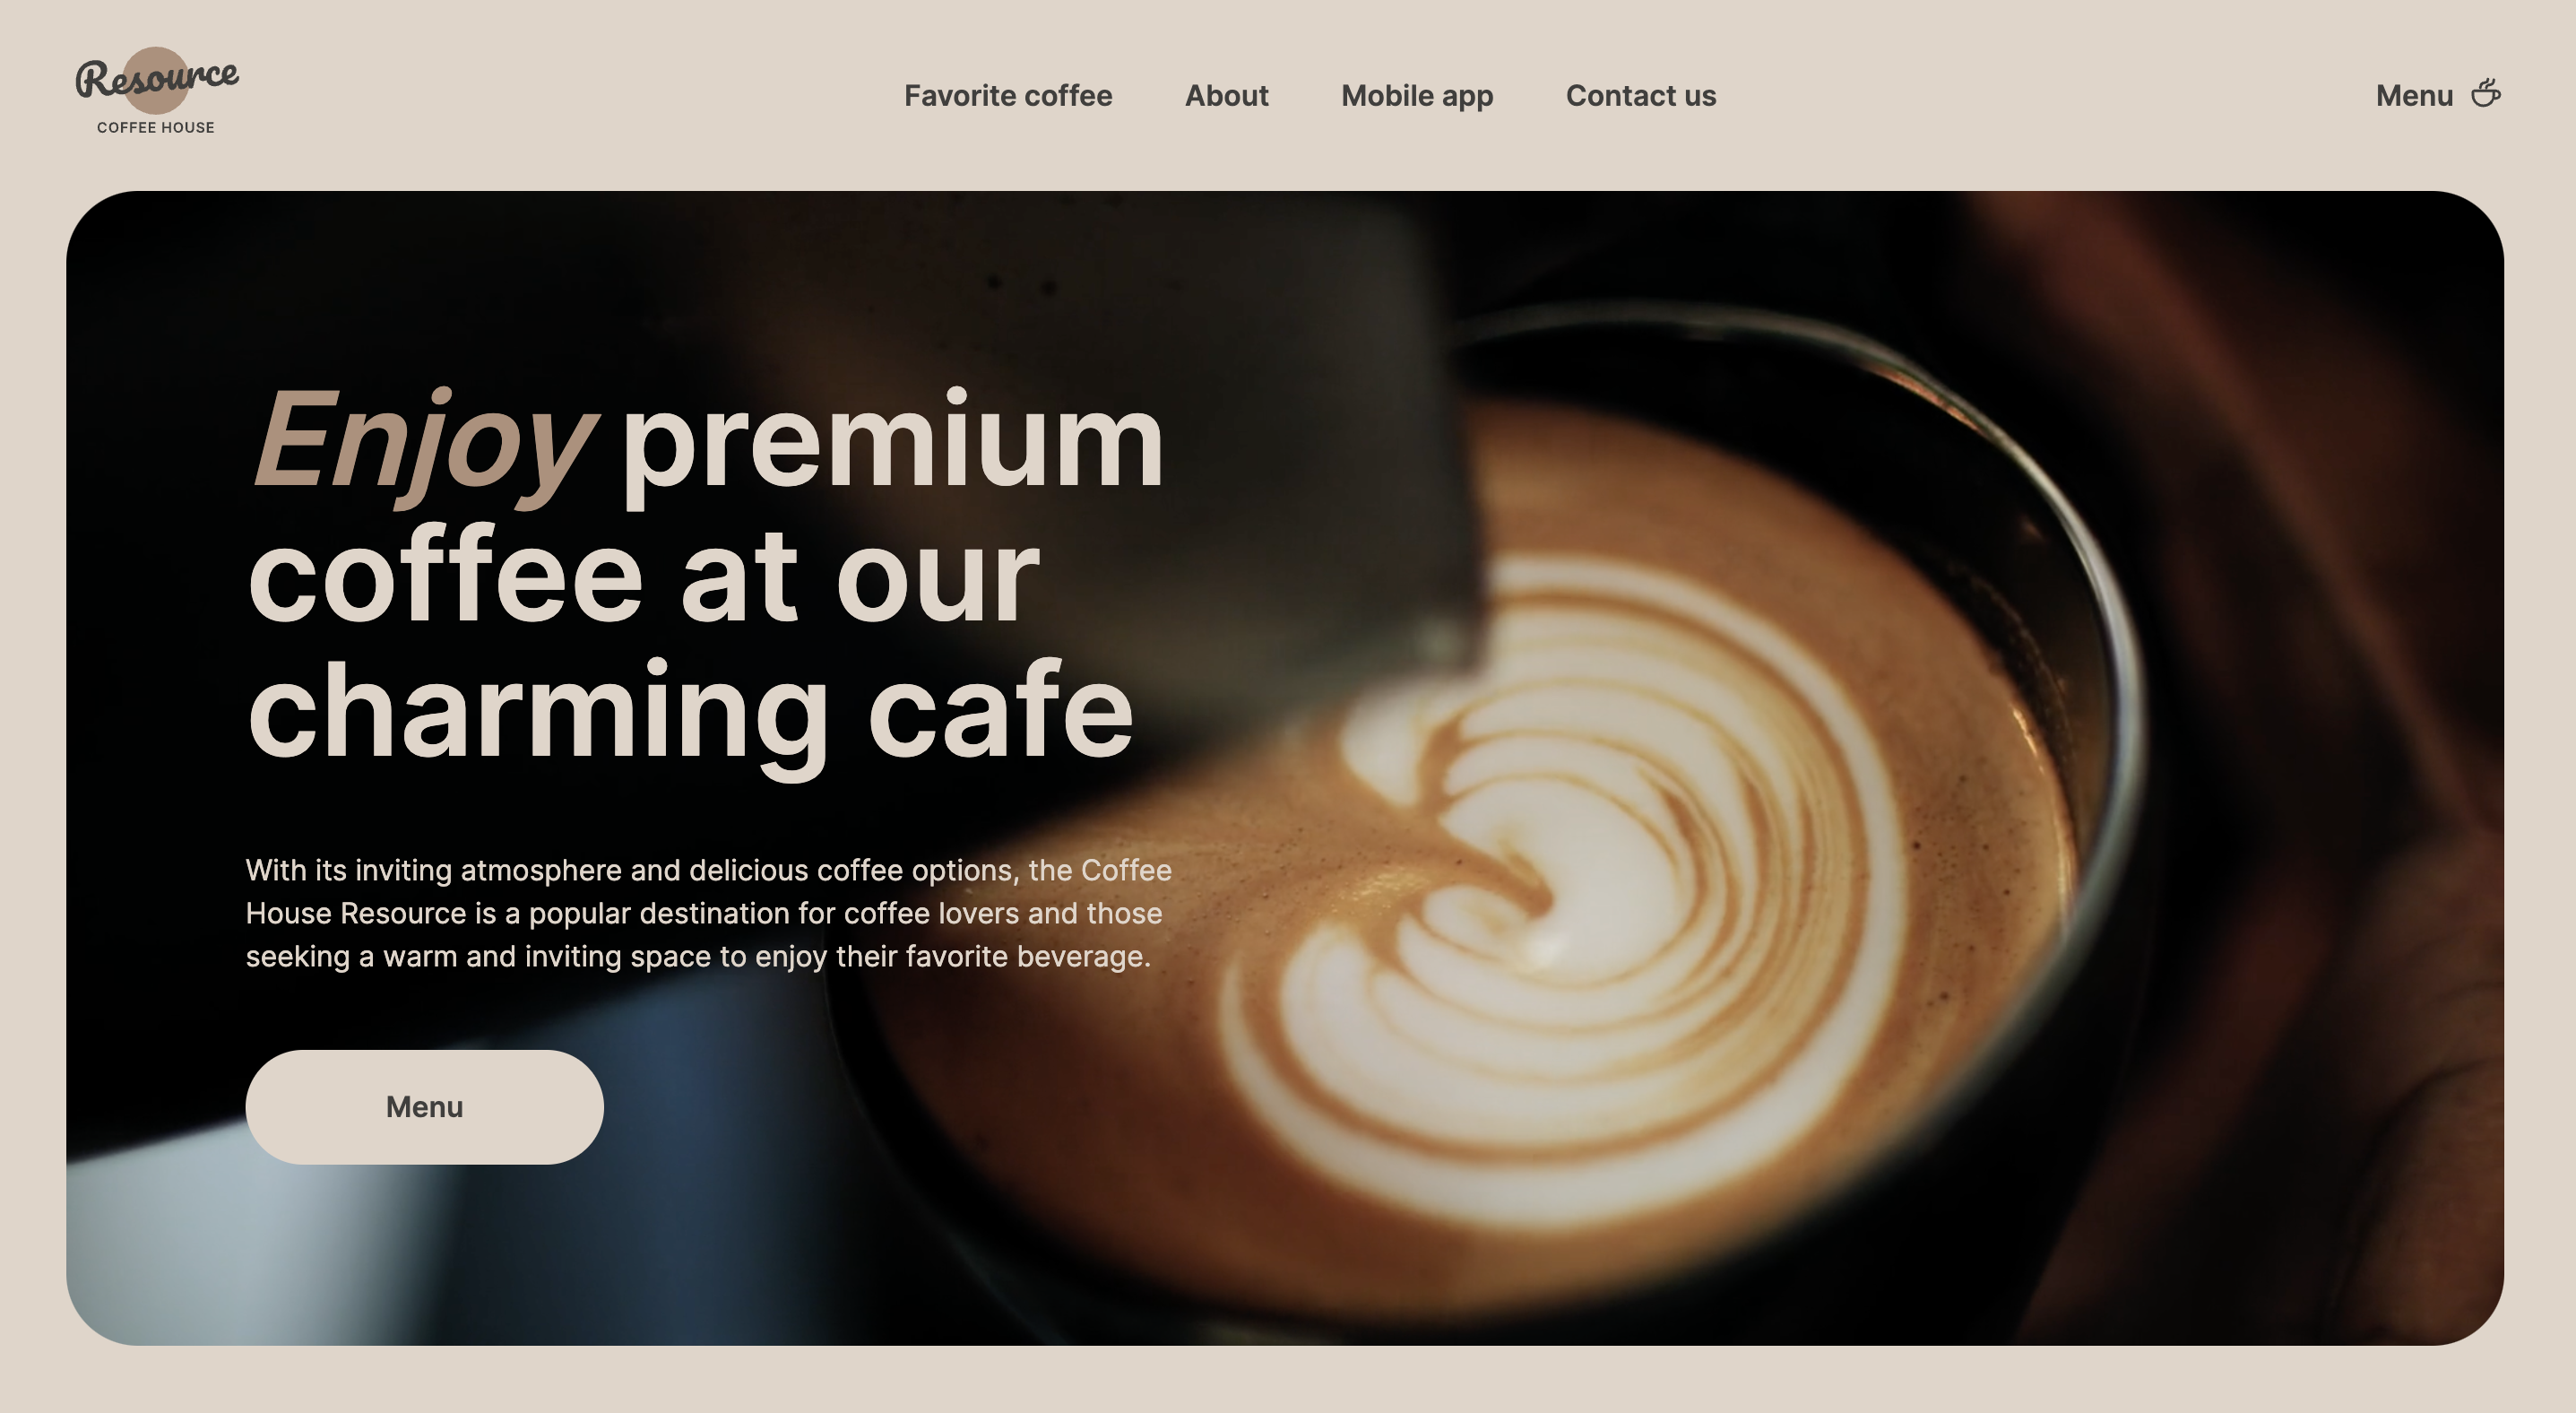 Resource
COFFEE HOUSE
Favorite coffee
About
Mobile app
Contact us
Menu
Enjoy premium
coffee at our
charming cafe
With its inviting atmosphere and delicious coffee options, the Coffee
House Resource is a popular destination for coffee lovers and those
seeking a warm and inviting space to enjoy their favorite beverage.
Menu